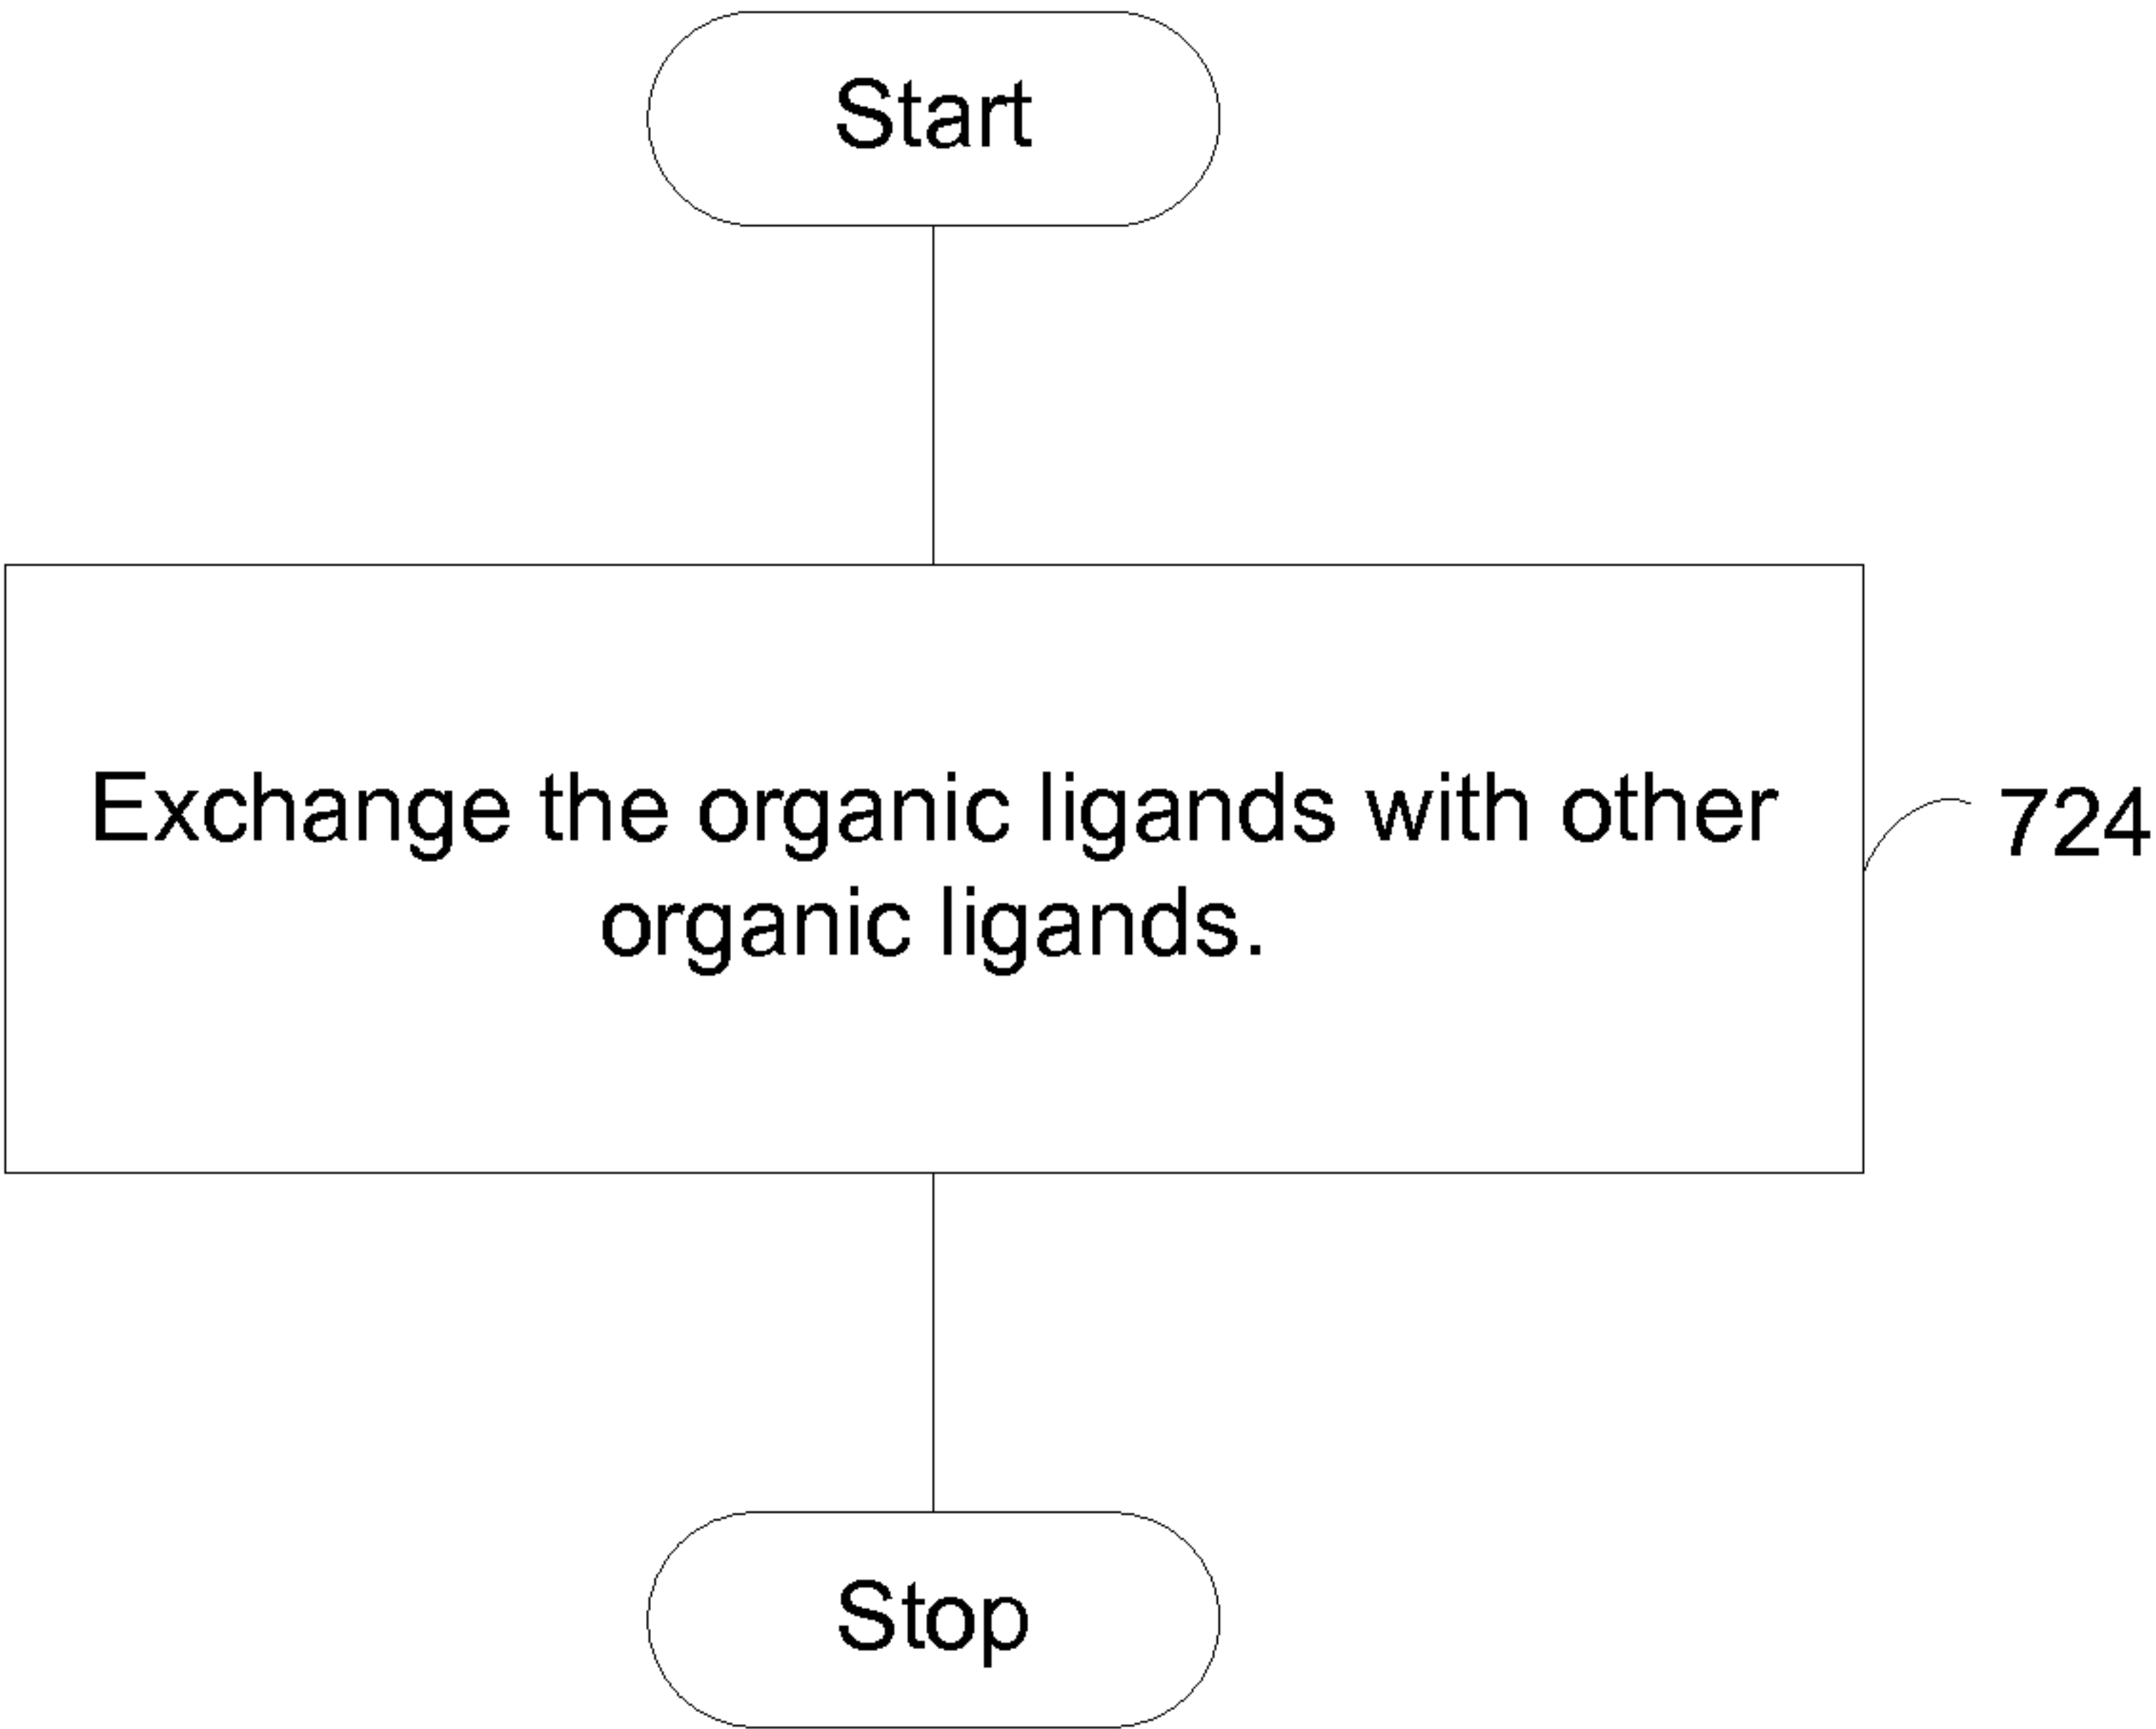 Start
Exchange the organic ligands with other
organic ligands.
724
Stop